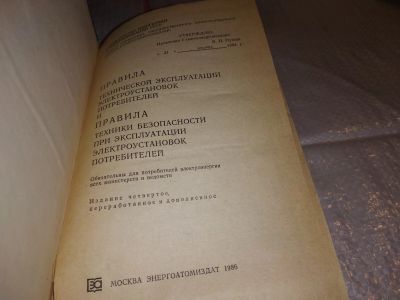 УТВЕРЖДАЮ
ПРАВИЛА
ТЕХНИЧЕСКОЙ ЭКСПЛУАТАЦИИ
ЭЛЕКТРОУСТАНОВОК
ПОТРЕБИТЕЛЕЙ
И
ПРАВИЛА
ТЕХНИКИ БЕЗОПАСНОСТИ
ПРИ ЭКСПЛУАТАЦИИ
ЭЛЕКТРОУСТАНОВОК
ПОТРЕБИТЕЛЕЙ
Обязательны для потребителей электроэнергии
всех министерств и ведомств
Издание четвертое,
переработанное и дополненное
МОСКВА ЭНЕРГОАТОМИЗДАТ 1986